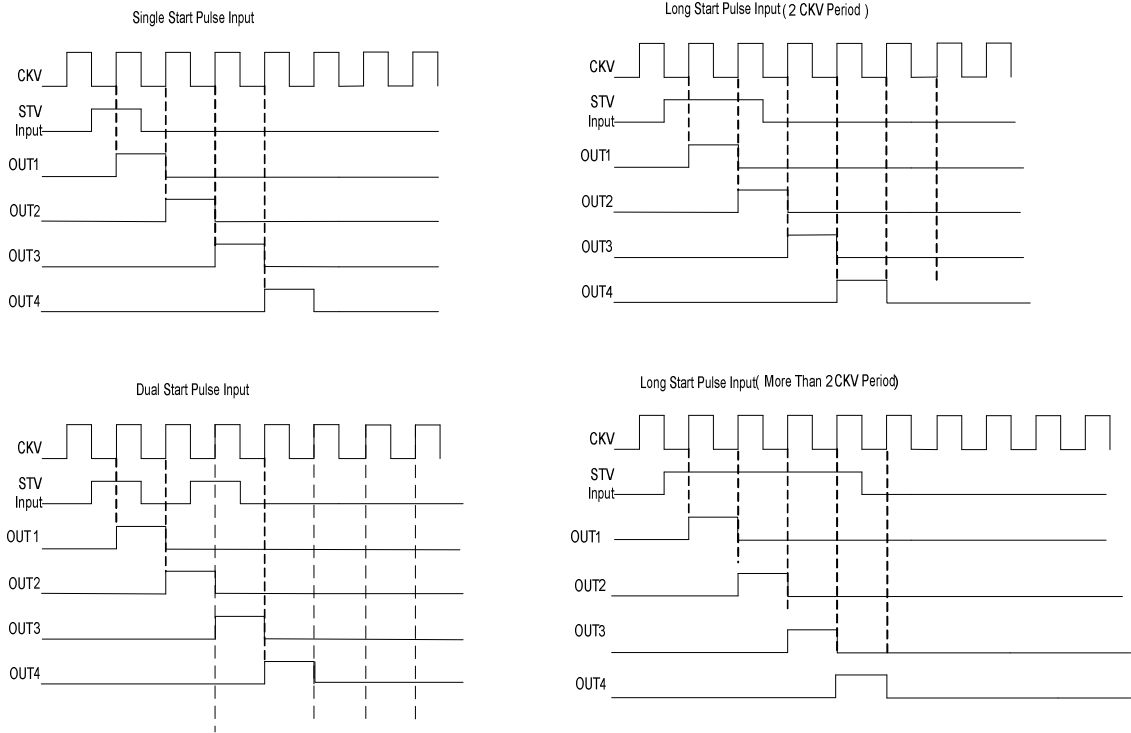 Single Start Pulse Input
CKV
STV
Input
OUT1
OUT2
OUT3
OUT4
Long Start Pulse Input ( 2 CKV Period )
CKV
STV
Input
OUT1
OUT2
OUT3
OUT4
Dual Start Pulse Input
CKV
STV
Input
OUT 1
OUT2
OUT3
OUT4
Long Start Pulse Input( More Than 2 CKV Period)
CKV
STV
Input
OUT1
OUT2
OUT3
OUT4